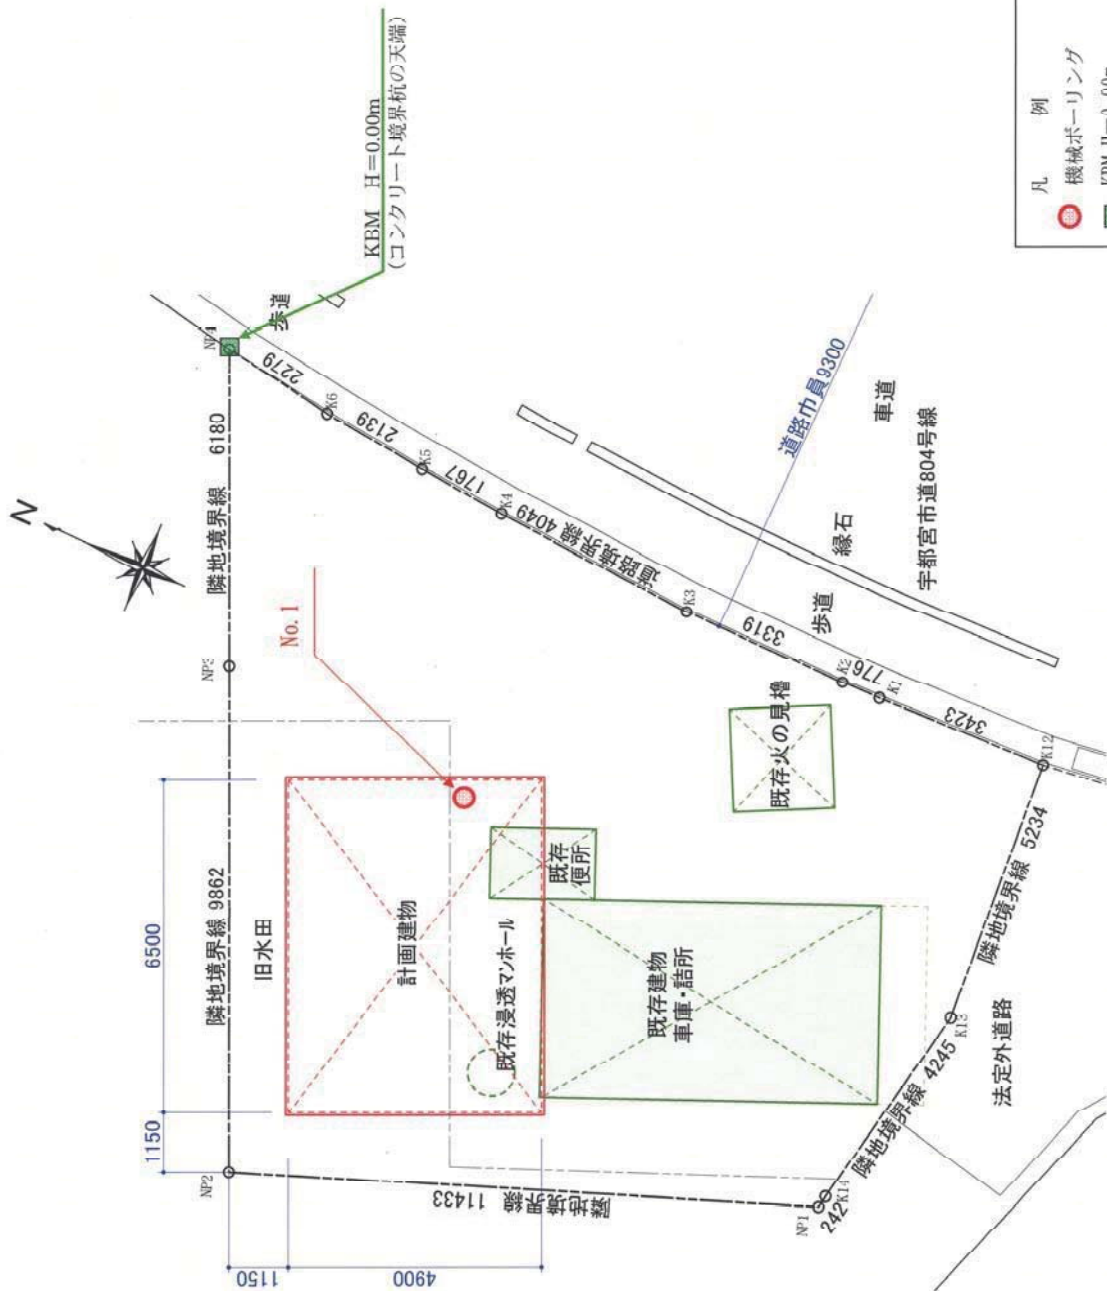 N
KBM H=0.00m
(コンクリート境界杭の天端)
凡 例
機械ボーリング
NP4
歩道
2279
K6
2139
K5
1767
K4
道路境界線 4049
K3
3319
K2
776
K1
3423
K12
隣地境界線 6180
NP3
隣地境界線 9862
NP2
6500
1150
旧水田
No. 1
計画建物
既存浸透マンホール
既存
便所
既存建物
車庫・詰所
既存火の見櫓
道路巾員9300
車道
縁石
歩道
宇都宮市道804号線
隣地境界線 11433
1150
4900
NP1
242
K14
隣地境界線 4245
K13
隣地境界線 5234
法定外道路